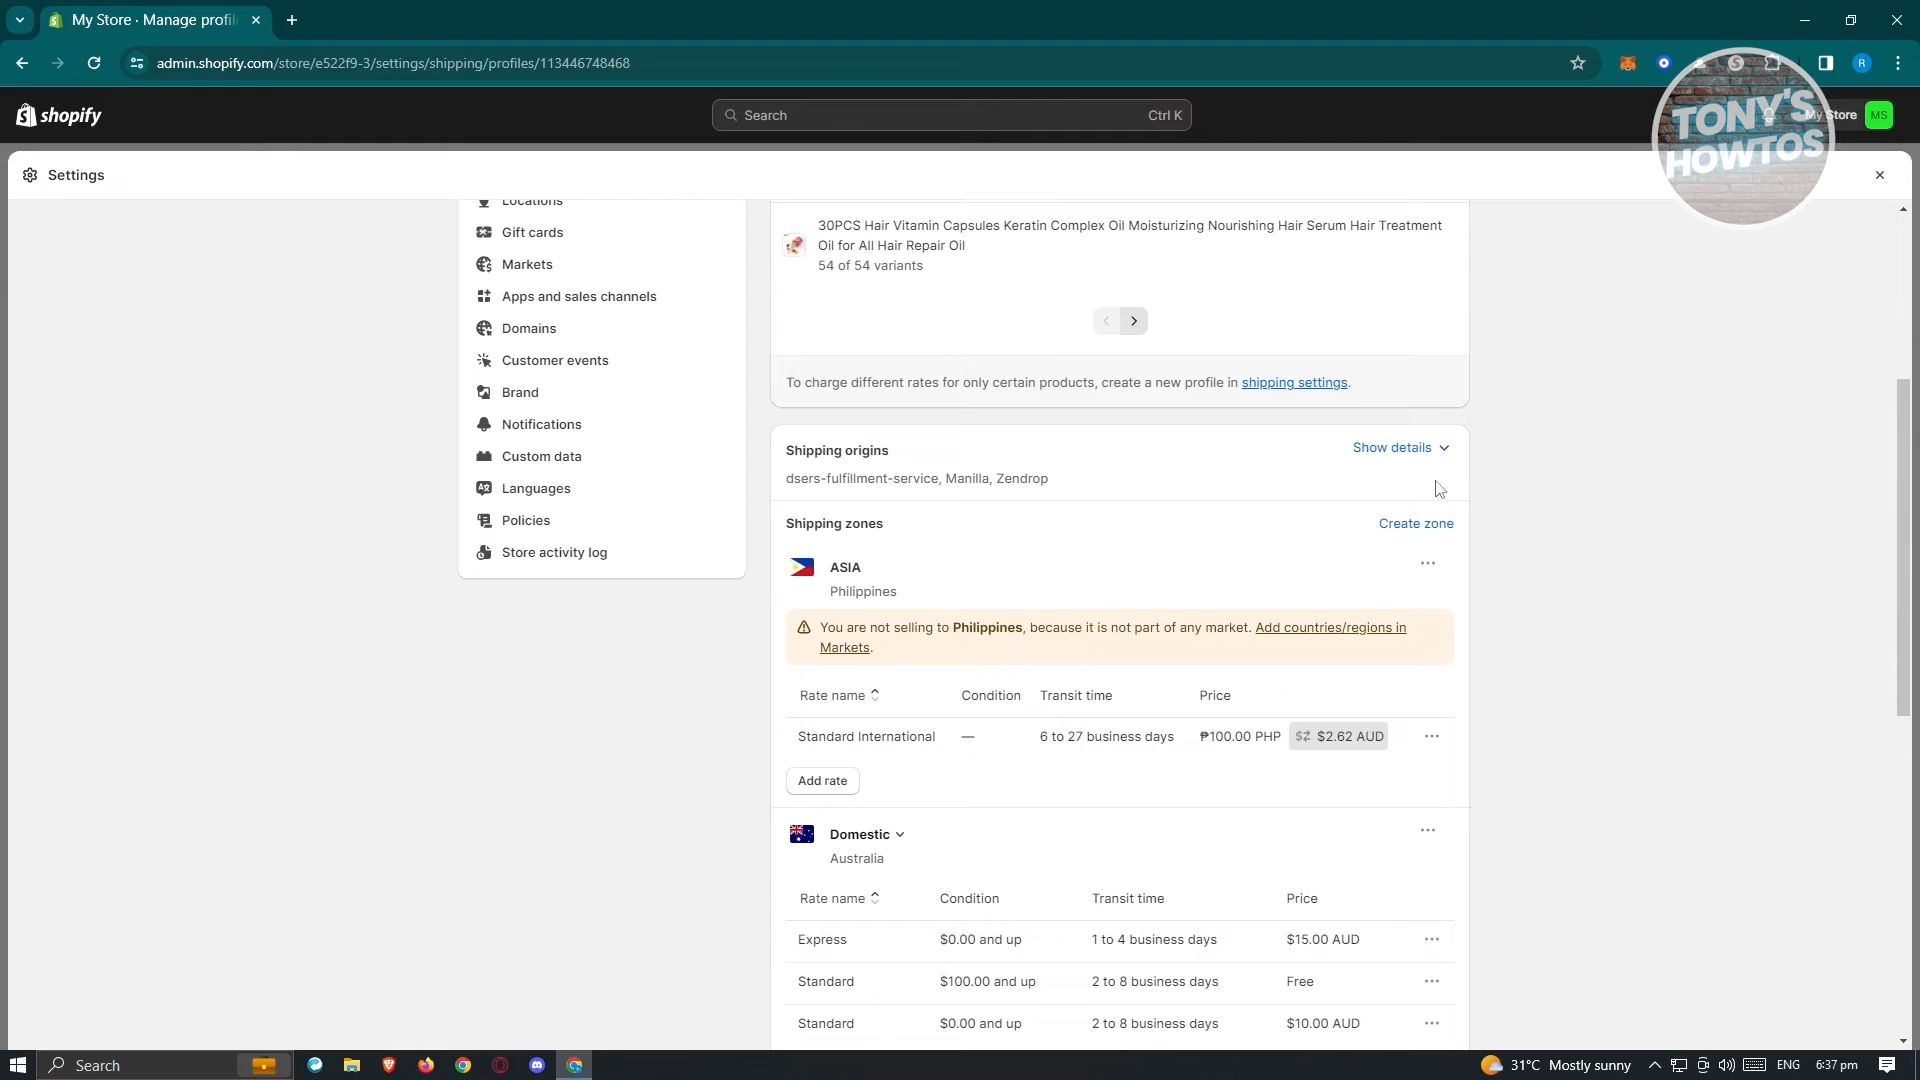 My Store · Manage profil
admin.shopify.com/store/e522f9-3/settings/shipping/profiles/113446748468
R
shopify
Search
Ctrl K
My Store
MS
TONY'S
HOWTOS
Settings
Locations
Gift cards
Markets
Apps and sales channels
Domains
Customer events
Brand
Notifications
Custom data
Languages
Policies
Store activity log
30PCS Hair Vitamin Capsules Keratin Complex Oil Moisturizing Nourishing Hair Serum Hair Treatment
Oil for All Hair Repair Oil
54 of 54 variants
To charge different rates for only certain products, create a new profile in shipping settings.
Shipping origins
Show details
dsers-fulfillment-service, Manilla, Zendrop
Shipping zones
Create zone
ASIA
Philippines
You are not selling to Philippines, because it is not part of any market. Add countries/regions in
Markets.
Rate name Condition Transit time Price
Standard International — 6 to 27 business days ₱100.00 PHP $2.62 AUD
Add rate
Domestic
Australia
Rate name Condition Transit time Price
Express $0.00 and up 1 to 4 business days $15.00 AUD
Standard $100.00 and up 2 to 8 business days Free
Standard $0.00 and up 2 to 8 business days $10.00 AUD
Search
31°C Mostly sunny
ENG
6:37 pm